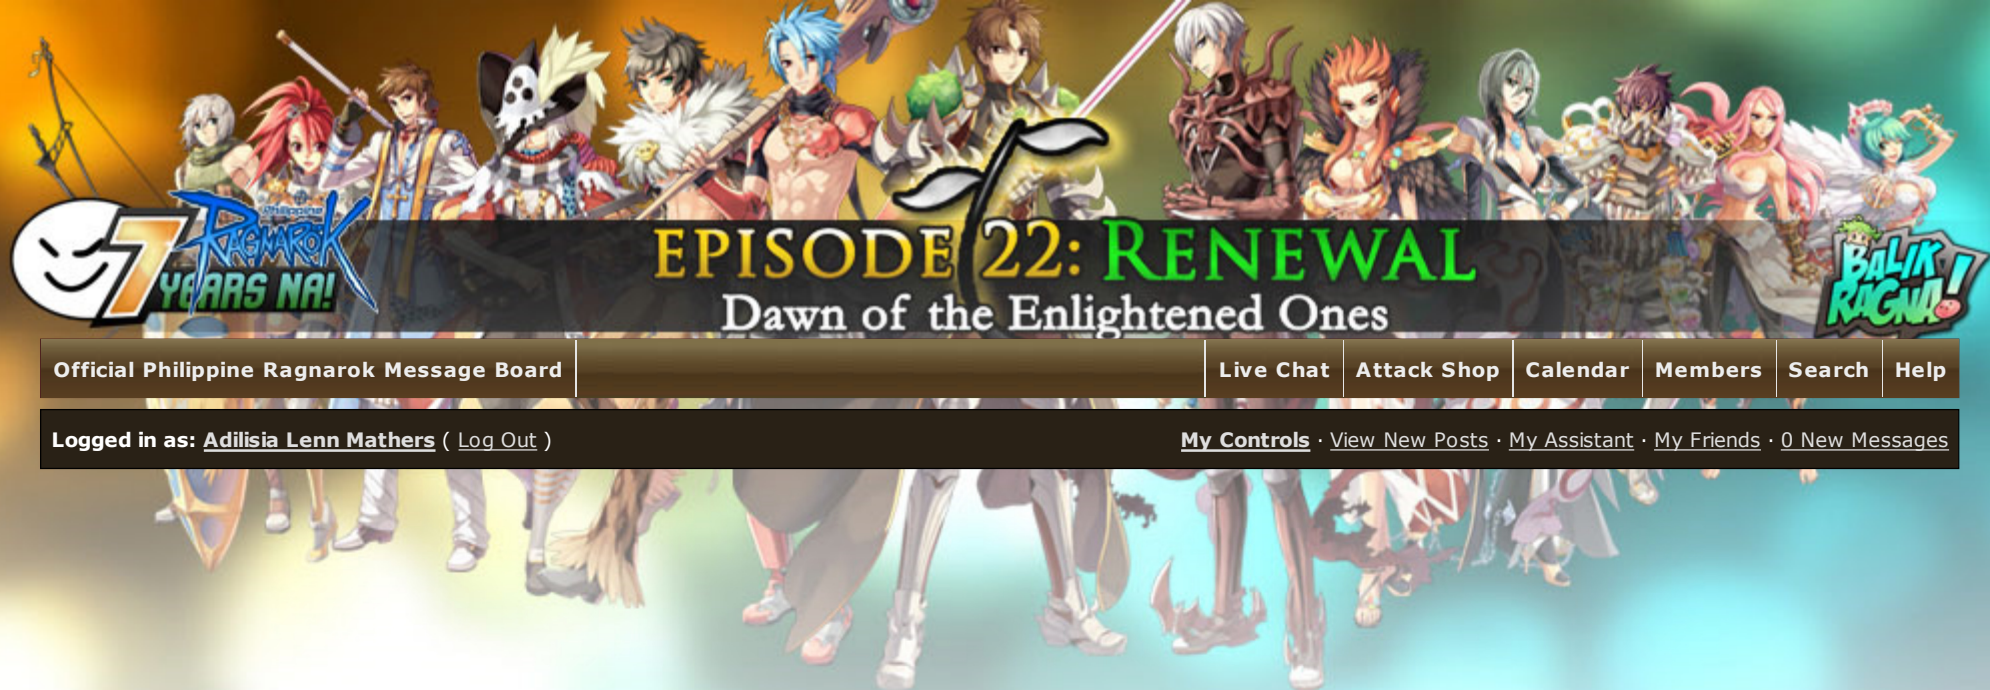 Philippine
RAGNAROK
7
YEARS NA!
EPISODE 22: RENEWAL
Dawn of the Enlightened Ones
BALIK
RAGNA!
Official Philippine Ragnarok Message Board
Live Chat
Attack Shop
Calendar
Members
Search
Help
Logged in as: Adilisia Lenn Mathers ( Log Out )
My Controls · View New Posts · My Assistant · My Friends · 0 New Messages